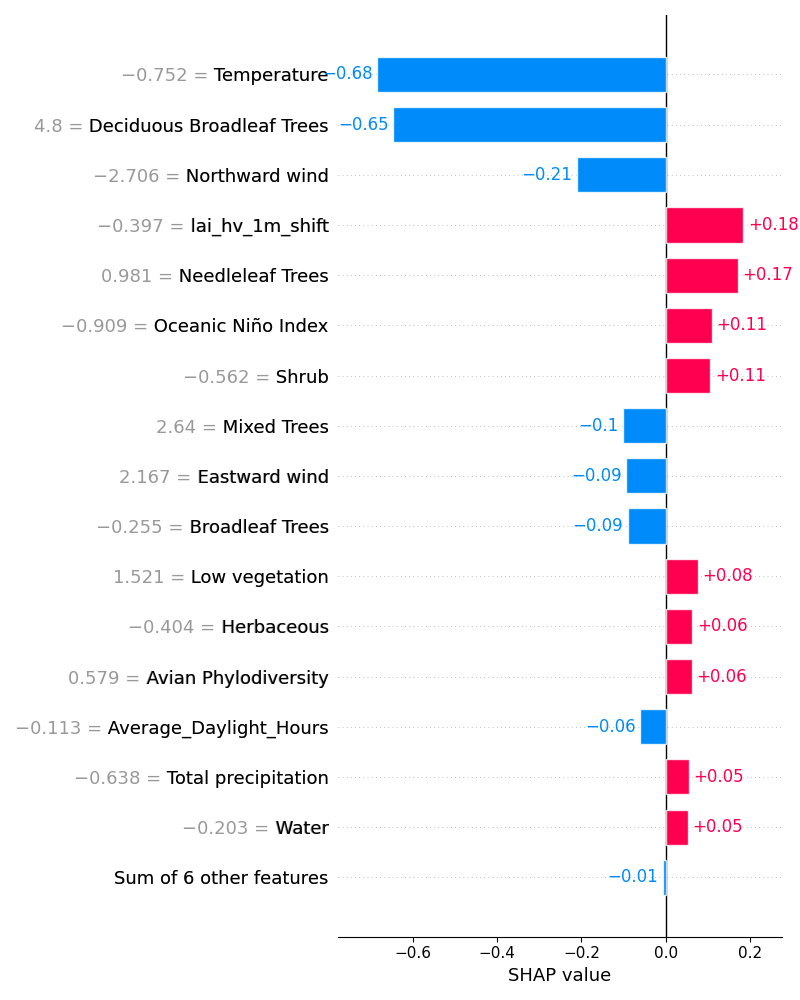 −0.752 = Temperature −0.68
4.8 = Deciduous Broadleaf Trees −0.65
−2.706 = Northward wind −0.21
−0.397 = lai_hv_1m_shift +0.18
0.981 = Needleleaf Trees +0.17
−0.909 = Oceanic Niño Index +0.11
−0.562 = Shrub +0.11
2.64 = Mixed Trees −0.1
2.167 = Eastward wind −0.09
−0.255 = Broadleaf Trees −0.09
1.521 = Low vegetation +0.08
−0.404 = Herbaceous +0.06
0.579 = Avian Phylodiversity +0.06
−0.113 = Average_Daylight_Hours −0.06
−0.638 = Total precipitation +0.05
−0.203 = Water +0.05
Sum of 6 other features −0.01
−0.6 −0.4 −0.2 0.0 0.2
SHAP value